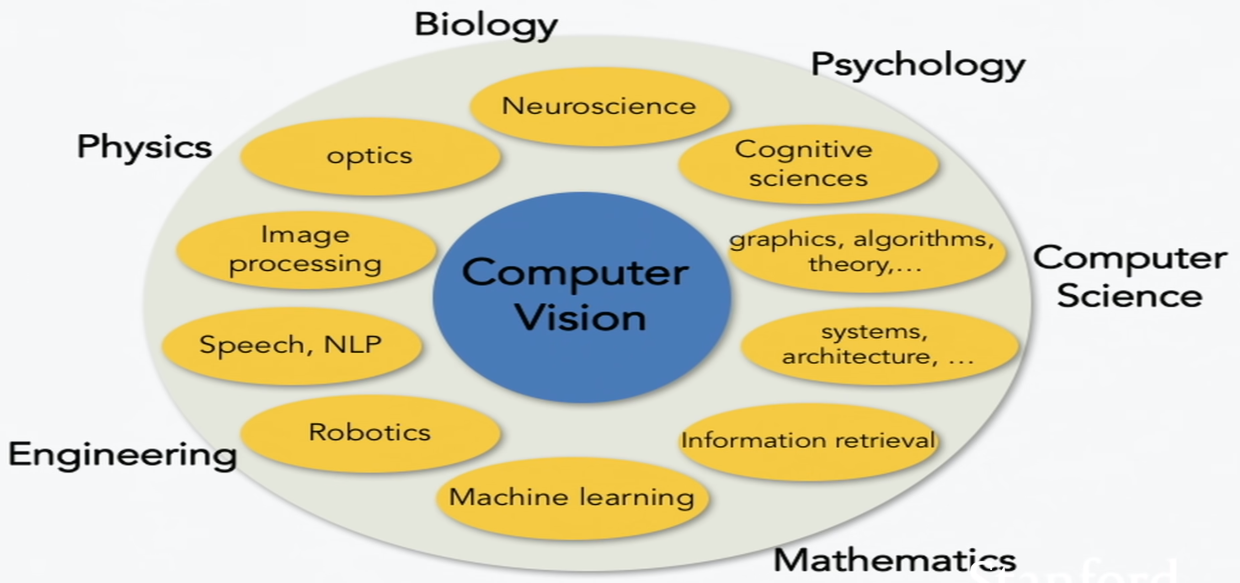 Biology
Psychology
Neuroscience
Physics
optics
Cognitive
sciences
Image
processing
graphics, algorithms,
theory,...
Computer
Science
Computer
Vision
Speech, NLP
systems,
architecture, ...
Robotics
Information retrieval
Engineering
Machine learning
Mathematics
Stanford